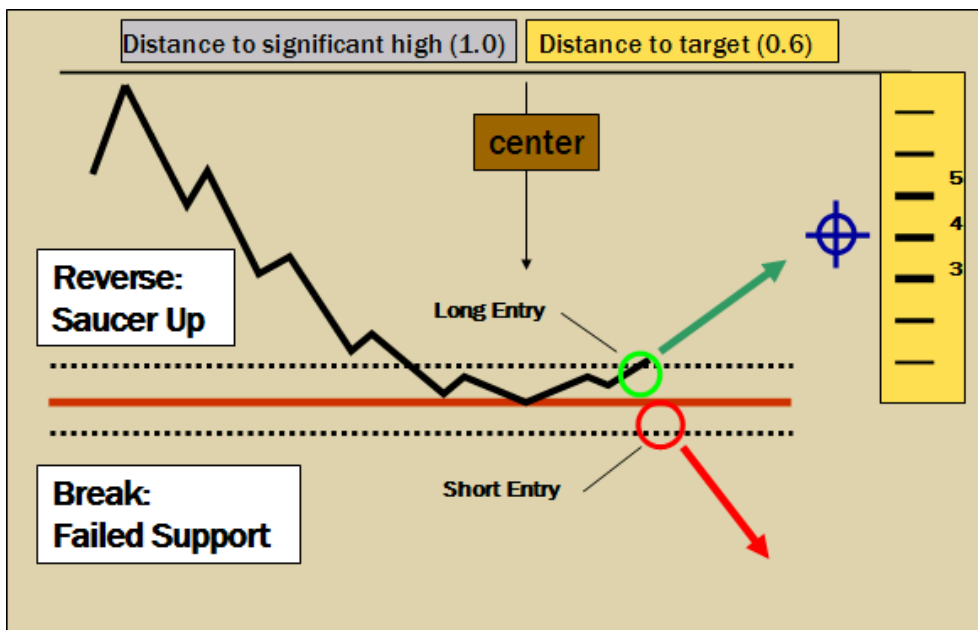 Distance to significant high (1.0)
Distance to target (0.6)
center
5
4
3
Reverse:
Saucer Up
Long Entry
Short Entry
Break:
Failed Support